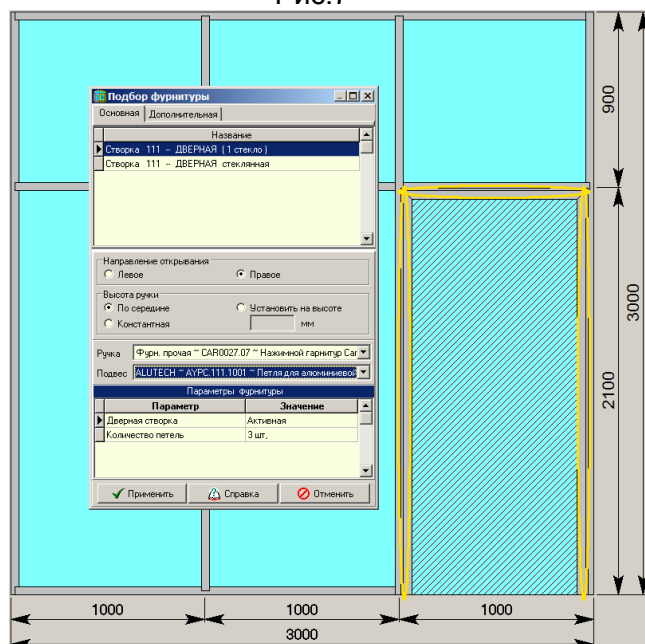 Рис.7
Подбор фурнитуры
Основная Дополнительная
Название
Створка 111 -- ДВЕРНАЯ (1 стекло)
Створка 111 -- ДВЕРНАЯ стеклянная
Направление открывания
Левое Правое
Высота ручки
По середине Установить на высоте
Константная мм
Ручка Фурн. прочая ~ CAR0027.07 ~ Нажимной гарнитур Car
Подвес ALUTECH ~ AYPC.111.1001 ~ Петля для алюминиевой
Параметры фурнитуры
Параметр Значение
Дверная створка Активная
Количество петель 3 шт,
Применить Справка Отменить
900
3000
2100
1000 1000 1000
3000